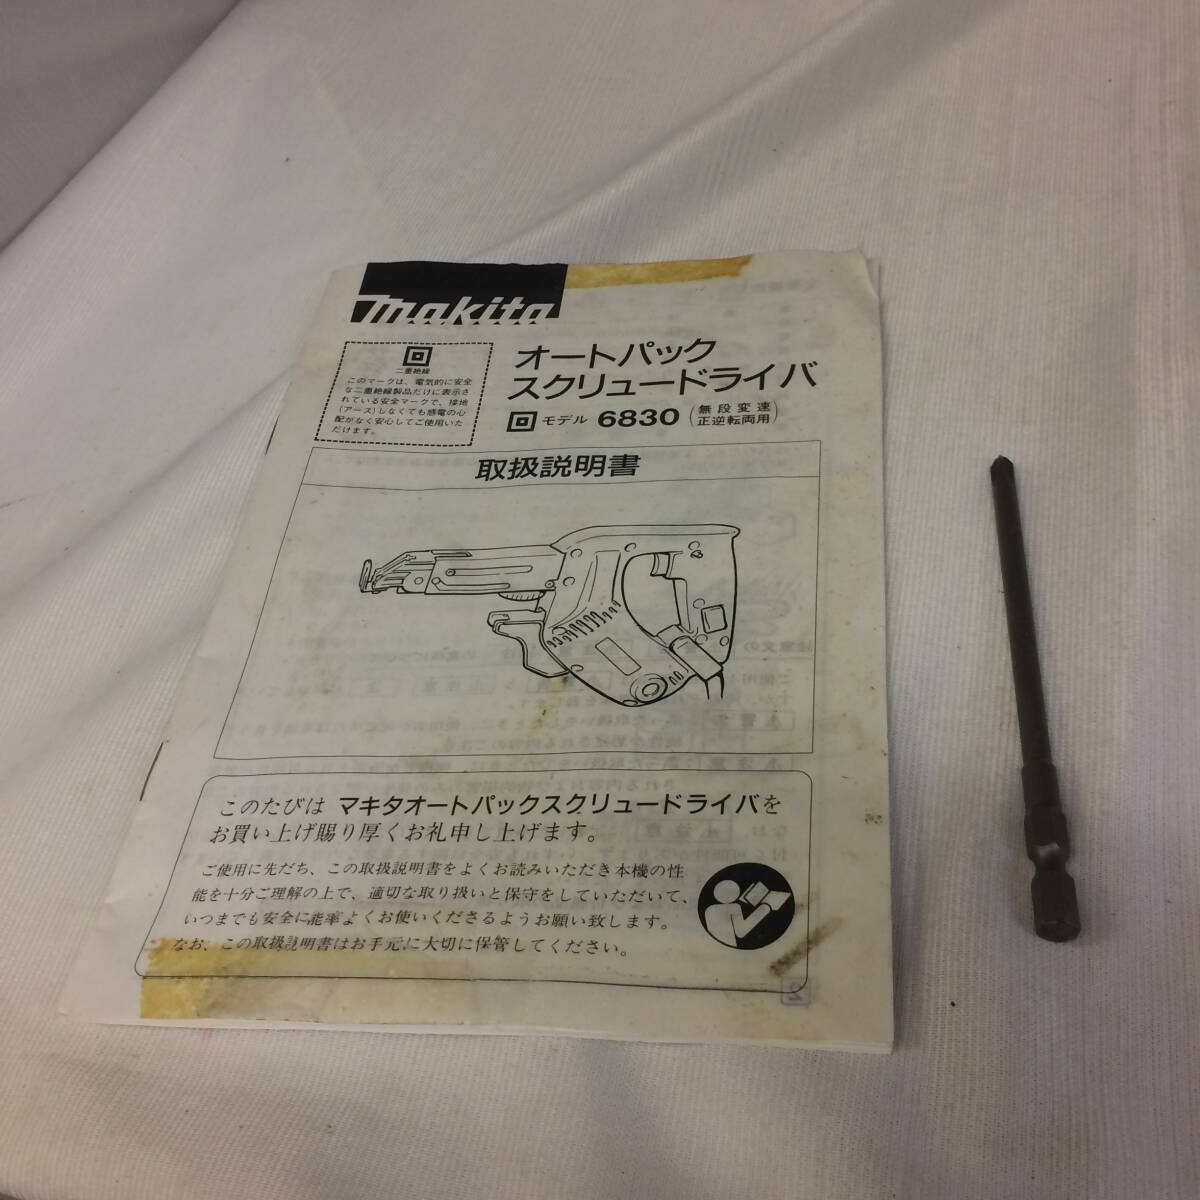 makita
二重絶縁
このマークは、電気的に安全
な二重絶縁製品だけに表示さ
れている安全マークで、接地
(アース)しなくても感電の心
配がなく安心してご使用いた
だけます。
オートパック
スクリュードライバ
モデル 6830 (無段変速
正逆転両用)
取扱説明書
このたびは マキタオートパックスクリュードライバを
お買い上げ賜り厚くお礼申し上げます。
ご使用に先だち、この取扱説明書をよくお読みいただき本機の性
能を十分ご理解の上で、適切な取り扱いと保守をしていただいて、
いつまでも安全に能率よくお使いくださるようお願い致します。
なお、この取扱説明書はお手元に大切に保管してください。